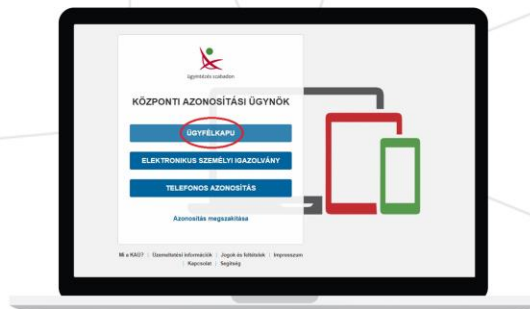 ügyintézés szabadon
KÖZPONTI AZONOSÍTÁSI ÜGYNÖK
ÜGYFÉLKAPU
ELEKTRONIKUS SZEMÉLYI IGAZOLVÁNY
TELEFONOS AZONOSÍTÁS
Azonosítás megszakítása
Mi a KAÜ? | Üzemeltetési információk | Jogok és feltételek | Impresszum
| Kapcsolat | Segítség